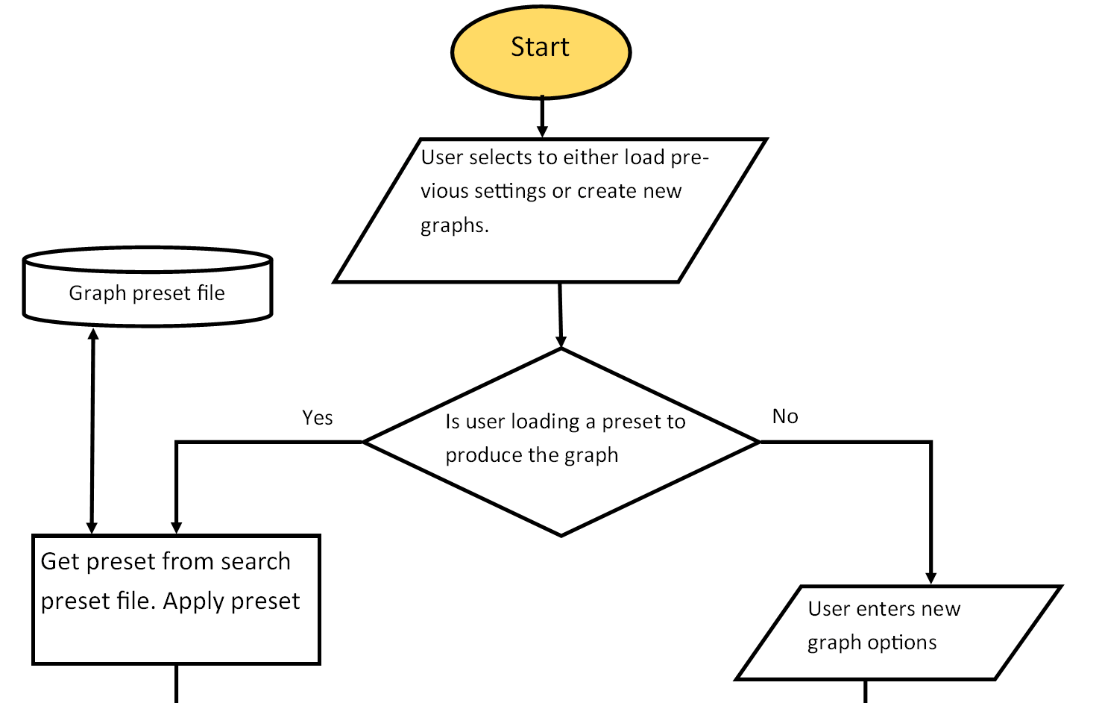 Start
User selects to either load pre-
vious settings or create new
graphs.
Graph preset file
Is user loading a preset to
produce the graph
Yes
No
Get preset from search
preset file. Apply preset
User enters new
graph options